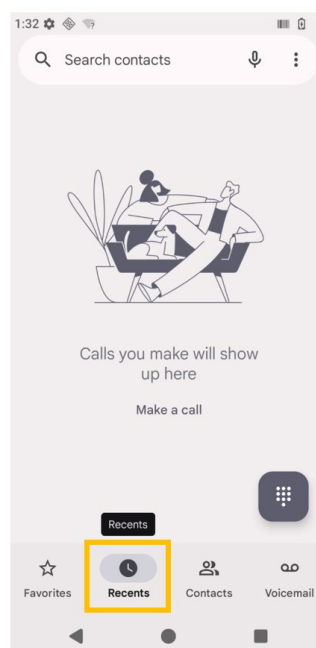 1:32
Search contacts
Calls you make will show
up here
Make a call
Recents
Favorites
Recents
Contacts
Voicemail